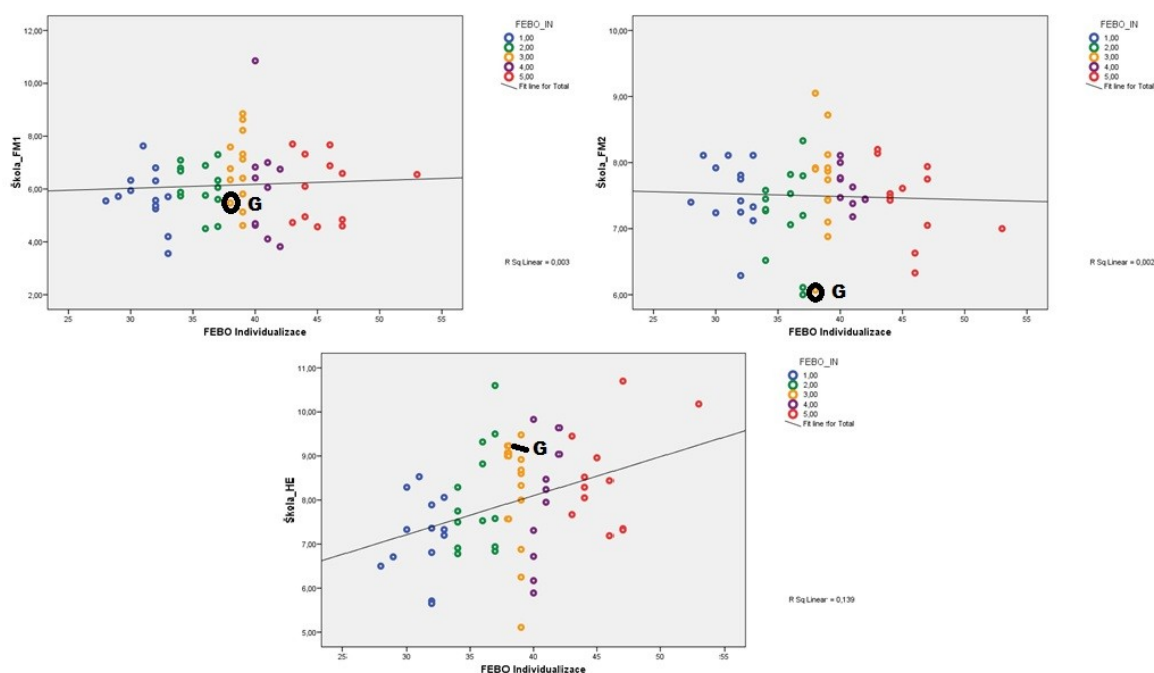 FEBO_IN
1,00
2,00
3,00
4,00
5,00
Fit line for Total
12,00
10,00
8,00
6,00
4,00
2,00
Škola_FM1
G
R Sq Linear = 0,003
25 30 35 40 45 50 55
FEBO Individualizace
FEBO_IN
1,00
2,00
3,00
4,00
5,00
Fit line for Total
10,00
9,00
8,00
7,00
6,00
Škola_FM2
G
R Sq Linear = 0,002
25 30 35 40 45 50 55
FEBO Individualizace
FEBO_IN
1,00
2,00
3,00
4,00
5,00
Fit line for Total
11,00
10,00
9,00
8,00
7,00
6,00
5,00
Škola_HE
G
R Sq Linear = 0,139
25 30 35 40 45 50 55
FEBO Individualizace